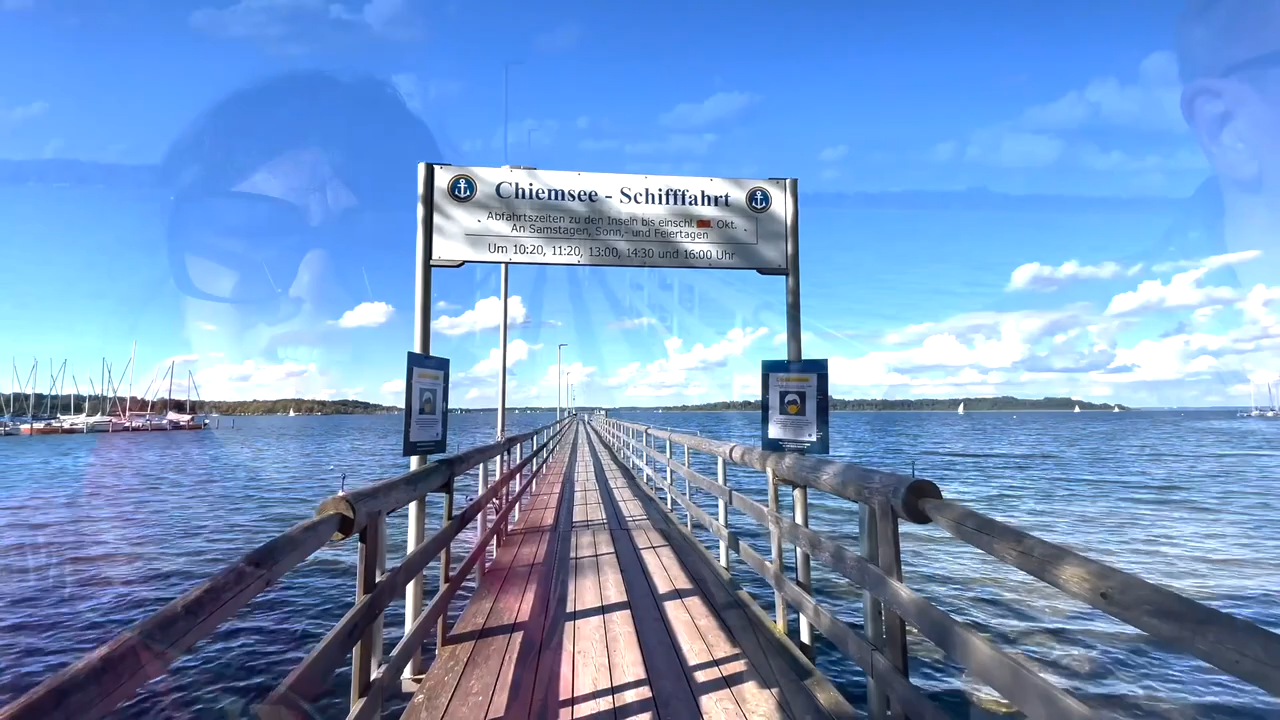 Chiemsee - Schifffahrt
Abfahrtszeiten zu den Inseln bis einschl. Okt.
An Samstagen, Sonn,- und Feiertagen
Um 10:20, 11:20, 13:00, 14:30 und 16:00 Uhr